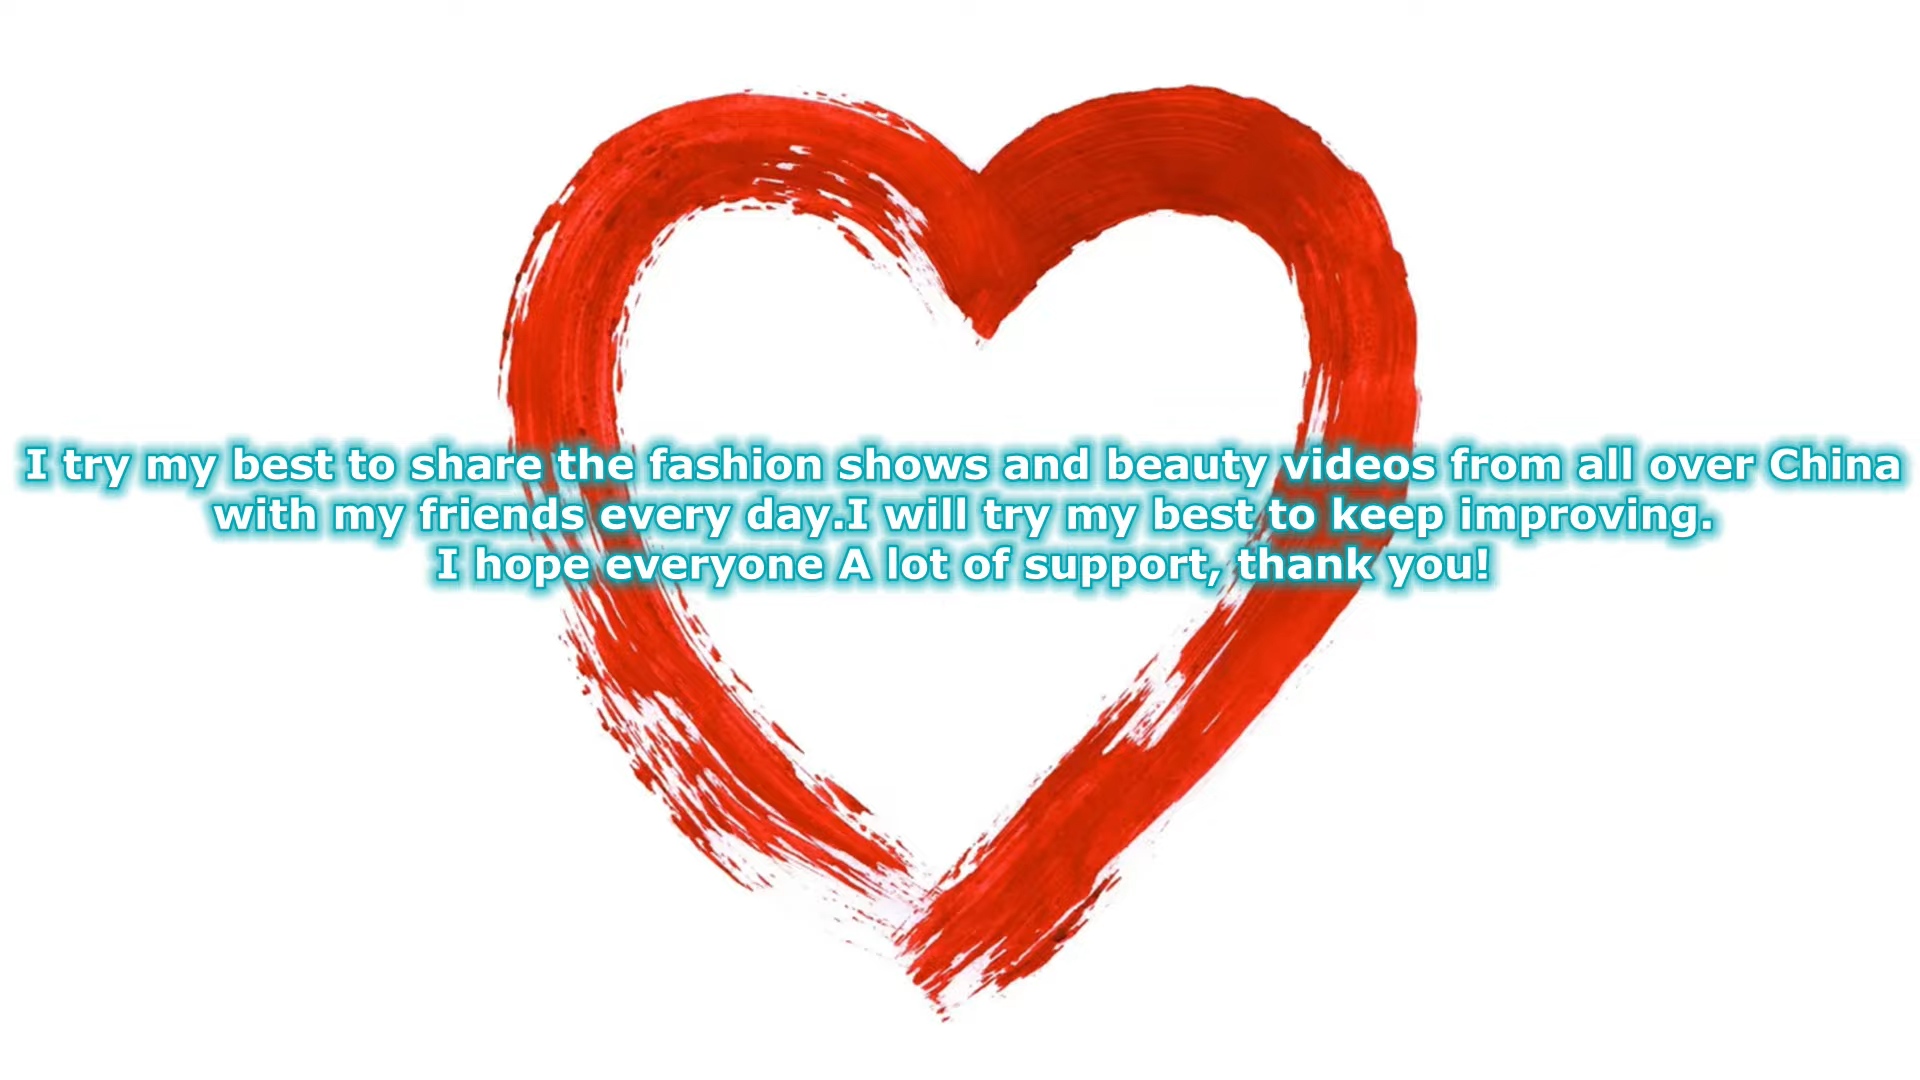 I try my best to share the fashion shows and beauty videos from all over China
with my friends every day.I will try my best to keep improving.
I hope everyone A lot of support, thank you!